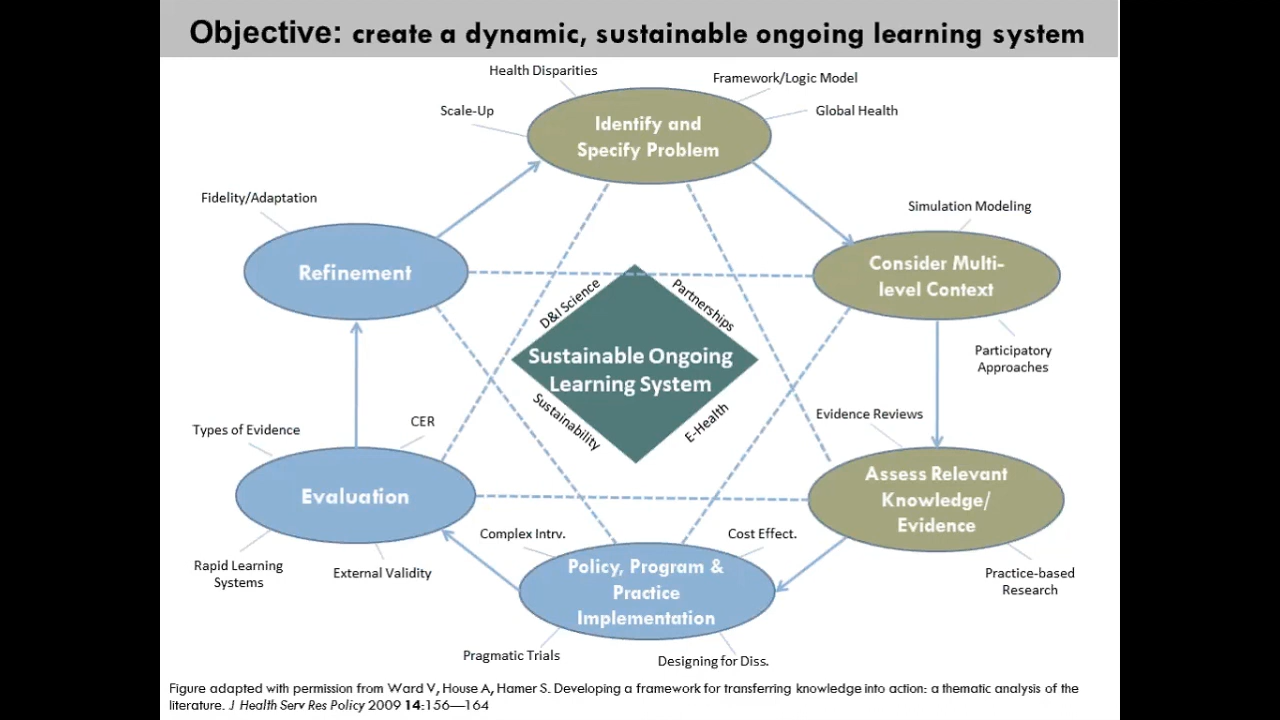 Objective: create a dynamic, sustainable ongoing learning system
Health Disparities
Framework/Logic Model
Scale-Up
Global Health
Identify and
Specify Problem
Fidelity/Adaptation
Simulation Modeling
Refinement
Consider Multi-
level Context
D&I Science
Partnerships
Sustainable Ongoing
Learning System
Participatory
Approaches
Sustainability
E-Health
Types of Evidence
CER
Evidence Reviews
Evaluation
Assess Relevant
Knowledge/
Evidence
Complex Intrv.
Cost Effect.
Rapid Learning
Systems
External Validity
Policy, Program &
Practice
Implementation
Practice-based
Research
Pragmatic Trials
Designing for Diss.
Figure adapted with permission from Ward V, House A, Hamer S. Developing a framework for transferring knowledge into action: a thematic analysis of the
literature. J Health Serv Res Policy 2009 14:156—164